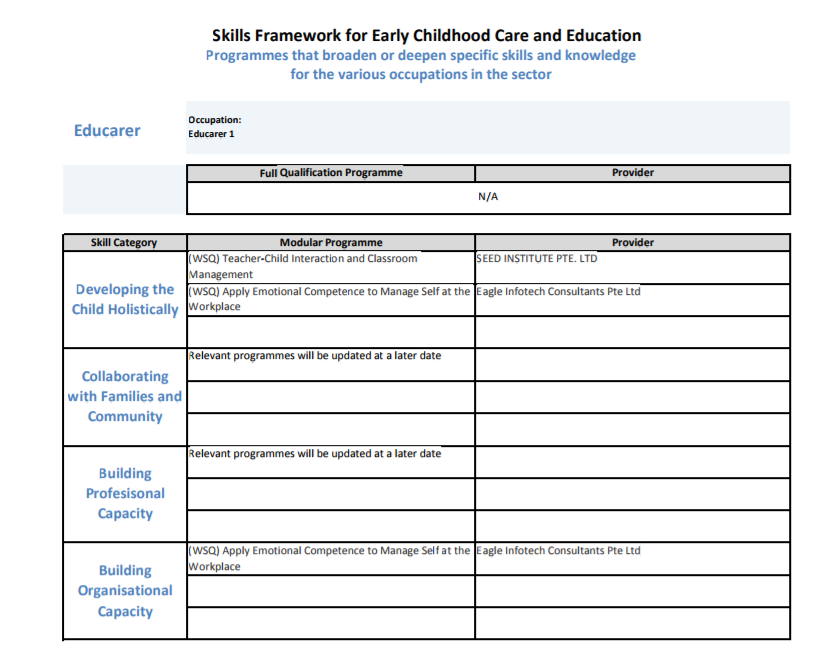 Skills Framework for Early Childhood Care and Education
Programmes that broaden or deepen specific skills and knowledge
for the various occupations in the sector
Educarer
Occupation:
Educarer 1
Full Qualification Programme
Provider
N/A
Skill Category
Modular Programme
Provider
Developing the
Child Holistically
(WSQ) Teacher-Child Interaction and Classroom
Management
SEED INSTITUTE PTE. LTD
(WSQ) Apply Emotional Competence to Manage Self at the
Workplace
Eagle Infotech Consultants Pte Ltd
Collaborating
with Families and
Community
Relevant programmes will be updated at a later date
Building
Profesisonal
Capacity
Relevant programmes will be updated at a later date
Building
Organisational
Capacity
(WSQ) Apply Emotional Competence to Manage Self at the
Workplace
Eagle Infotech Consultants Pte Ltd